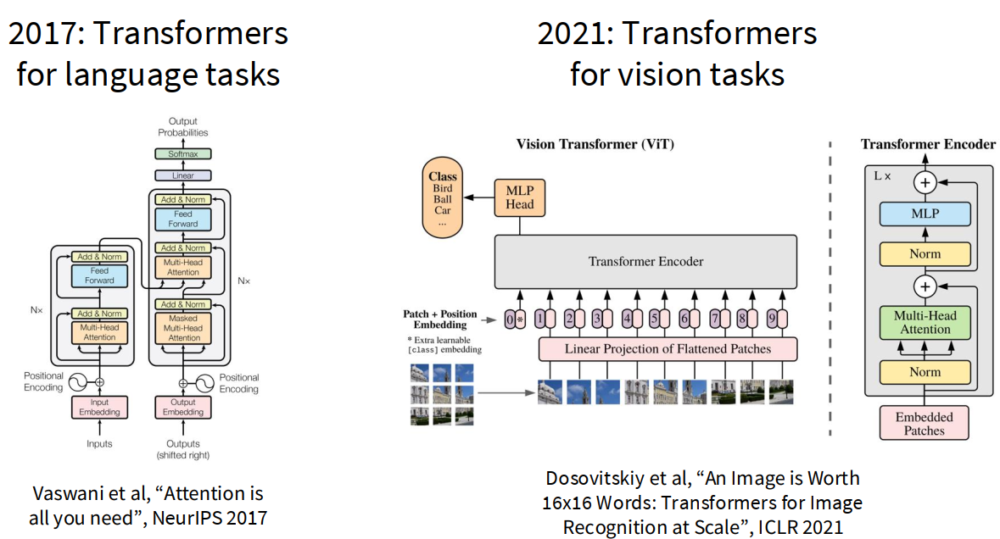 2017: Transformers
for language tasks
Output
Probabilities
Softmax
Linear
Add & Norm
Feed
Forward
Add & Norm
Multi-Head
Attention
Nx
Add & Norm
Masked
Multi-Head
Attention
Add & Norm
Feed
Forward
Nx
Add & Norm
Multi-Head
Attention
Positional
Encoding
Positional
Encoding
Input
Embedding
Output
Embedding
Inputs
Outputs
(shifted right)
Vaswani et al, “Attention is
all you need”, NeurIPS 2017
2021: Transformers
for vision tasks
Vision Transformer (ViT)
Class
Bird
Ball
Car
...
MLP
Head
Transformer Encoder
Patch + Position
Embedding
* Extra learnable
[class] embedding
0 * 1 2 3 4 5 6 7 8 9
Linear Projection of Flattened Patches
Transformer Encoder
L x
+
MLP
Norm
+
Multi-Head
Attention
Norm
Embedded
Patches
Dosovitskiy et al, “An Image is Worth
16x16 Words: Transformers for Image
Recognition at Scale”, ICLR 2021